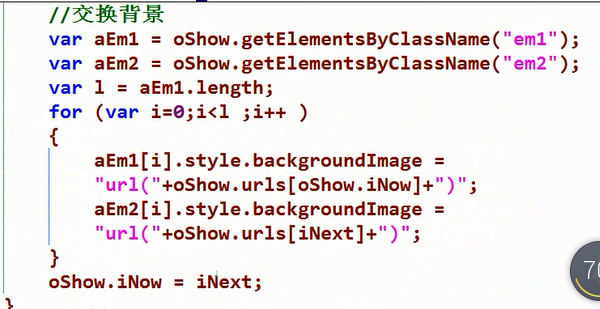 //交换背景
var aEm1 = oShow.getElementsByClassName("em1");
var aEm2 = oShow.getElementsByClassName("em2");
var l = aEm1.length;
for (var i=0;i<l ;i++ )
{
aEm1[i].style.backgroundImage =
"url("+oShow.urls[oShow.iNow]+")";
aEm2[i].style.backgroundImage =
"url("+oShow.urls[iNext]+")";
}
oShow.iNow = iNext;
}